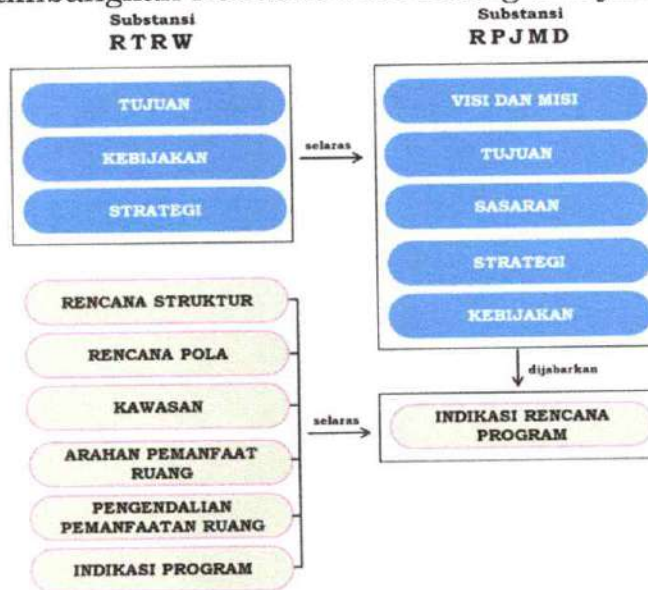 Substansi
RTRW
TUJUAN
KEBIJAKAN
STRATEGI
selaras
Substansi
RPJMD
VISI DAN MISI
TUJUAN
SASARAN
STRATEGI
KEBIJAKAN
dijabarkan
RENCANA STRUKTUR
RENCANA POLA
KAWASAN
ARAHAN PEMANFAAT
RUANG
PENGENDALIAN
PEMANFAATAN RUANG
INDIKASI PROGRAM
selaras
INDIKASI RENCANA
PROGRAM